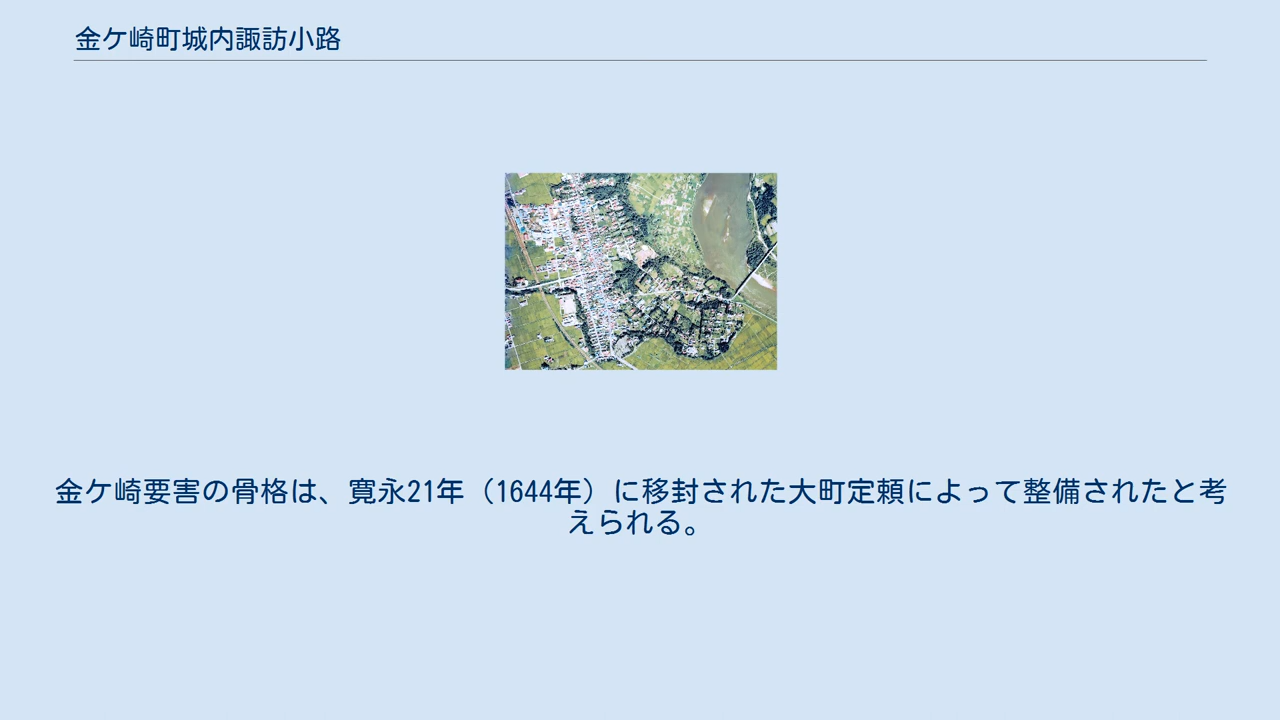 金ケ崎町城内諏訪小路
金ケ崎要害の骨格は、寛永21年（1644年）に移封された大町定頼によって整備されたと考
えられる。